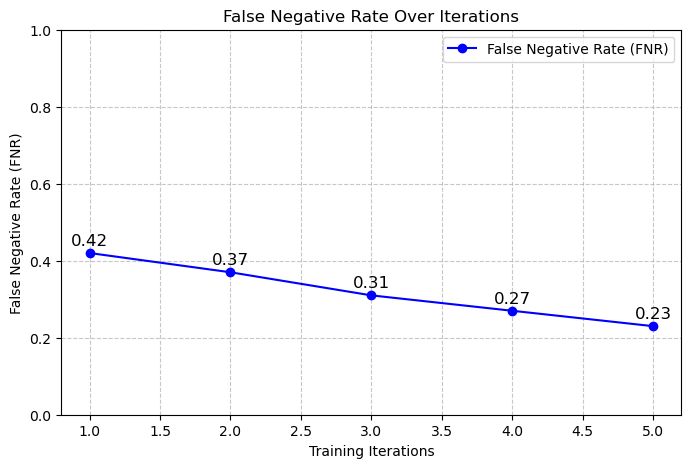 False Negative Rate Over Iterations
False Negative Rate (FNR)
1.0
0.8
0.6
0.4
0.2
0.0
False Negative Rate (FNR)
0.42
0.37
0.31
0.27
0.23
1.0 1.5 2.0 2.5 3.0 3.5 4.0 4.5 5.0
Training Iterations